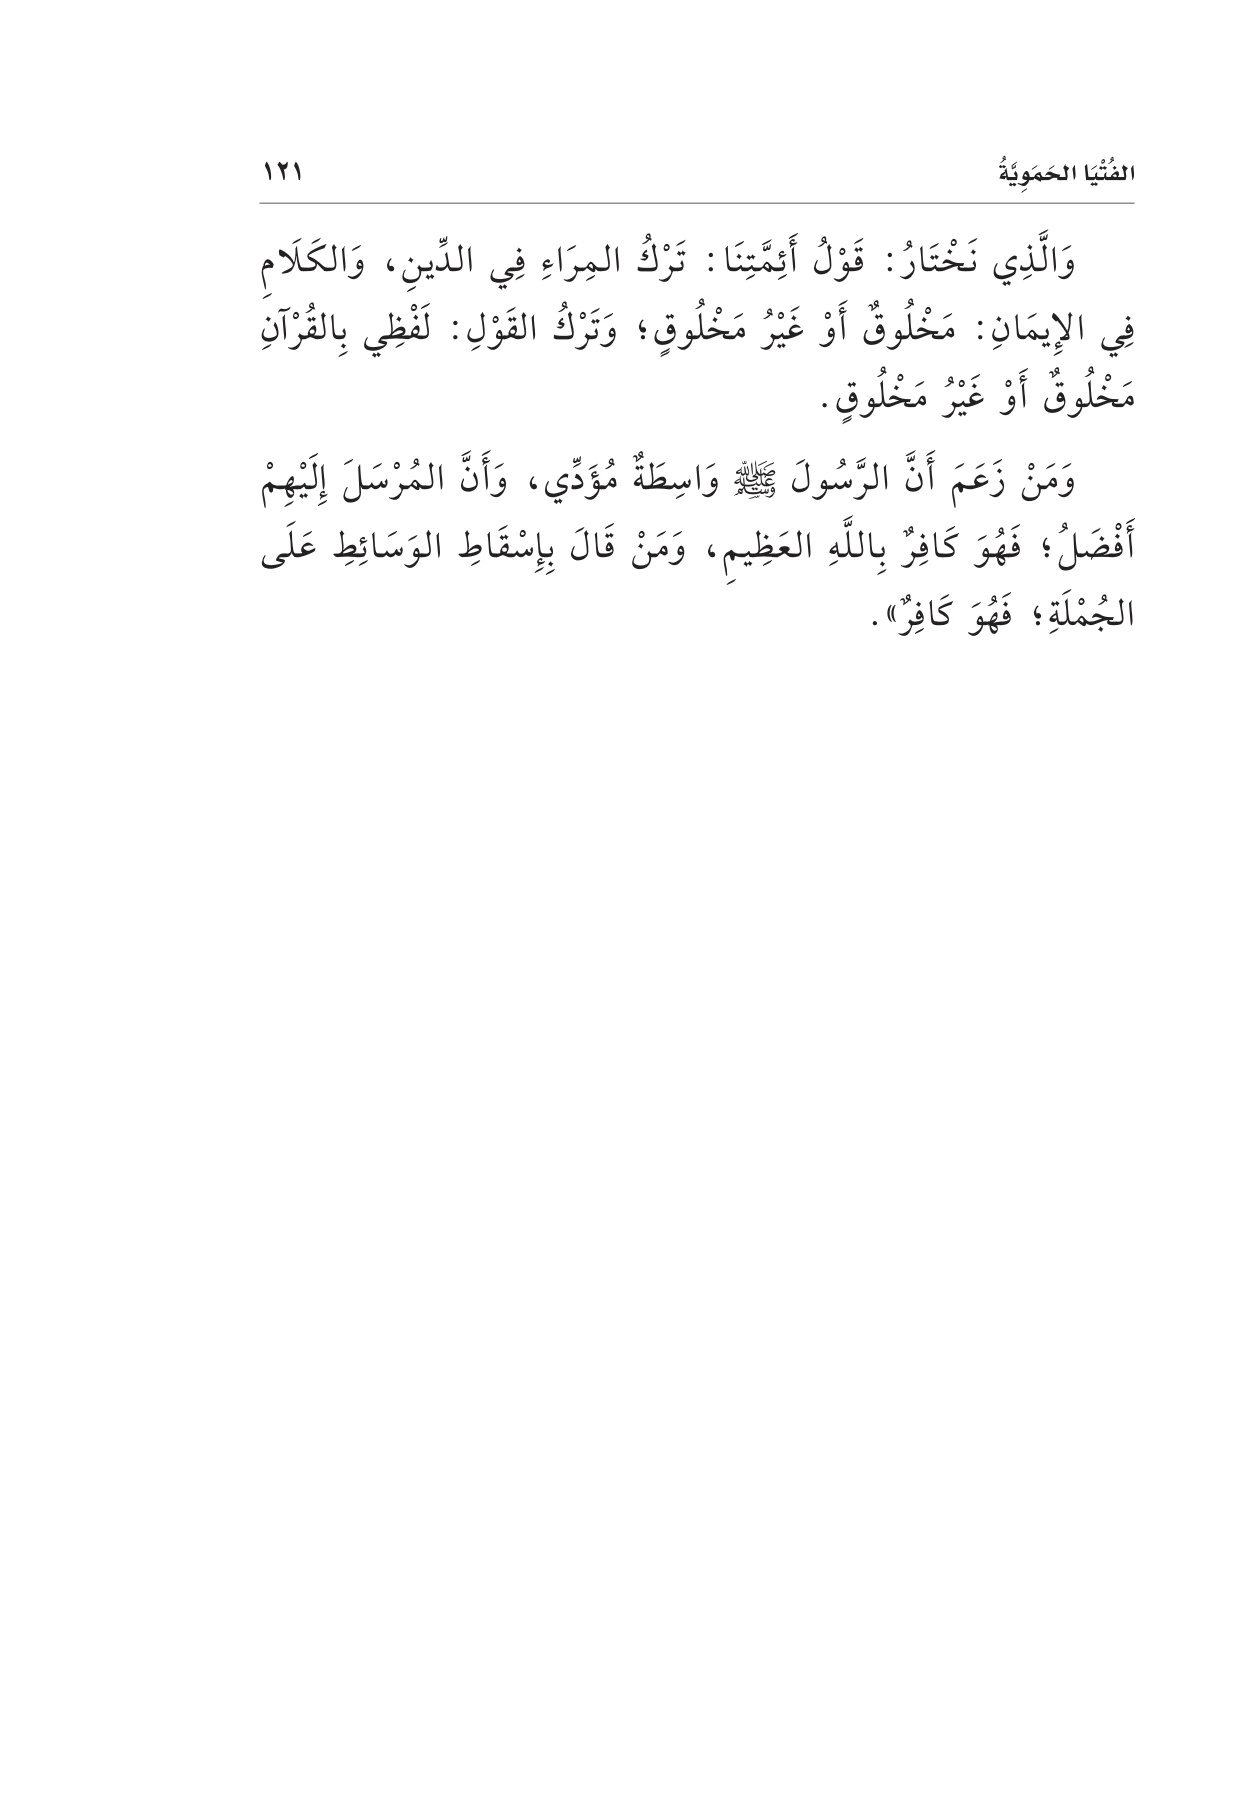 الفُتْيَا الحَمَوِيَّةُ ١٢١
وَالَّذِي نَخْتَارُ: قَوْلُ أَئِمَّتِنَا: تَرْكُ المِرَاءِ فِي الدِّينِ، وَالكَلَامِ
فِي الإِيمَانِ: مَخْلُوقٌ أَوْ غَيْرُ مَخْلُوقٍ؛ وَتَرْكُ القَوْلِ: لَفْظِي بِالقُرْآنِ
مَخْلُوقٌ أَوْ غَيْرُ مَخْلُوقٍ.
وَمَنْ زَعَمَ أَنَّ الرَّسُولَ ﷺ وَاسِطَةٌ مُؤَدِّي، وَأَنَّ المُرْسَلَ إِلَيْهِمْ
أَفْضَلُ؛ فَهُوَ كَافِرٌ بِاللَّهِ العَظِيمِ، وَمَنْ قَالَ بِإِسْقَاطِ الوَسَائِطِ عَلَى
الجُمْلَةِ؛ فَهُوَ كَافِرٌ».